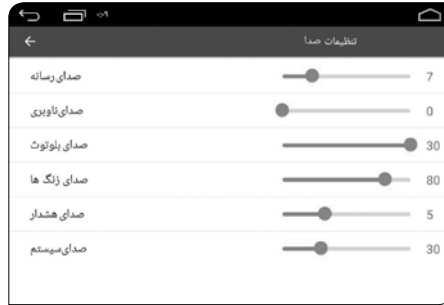 تنظیمات صدا
صدای رسانه 7
صدای ناوبری 0
صدای بلوتوث 30
صدای زنگ ها 80
صدای هشدار 5
صدای سیستم 30